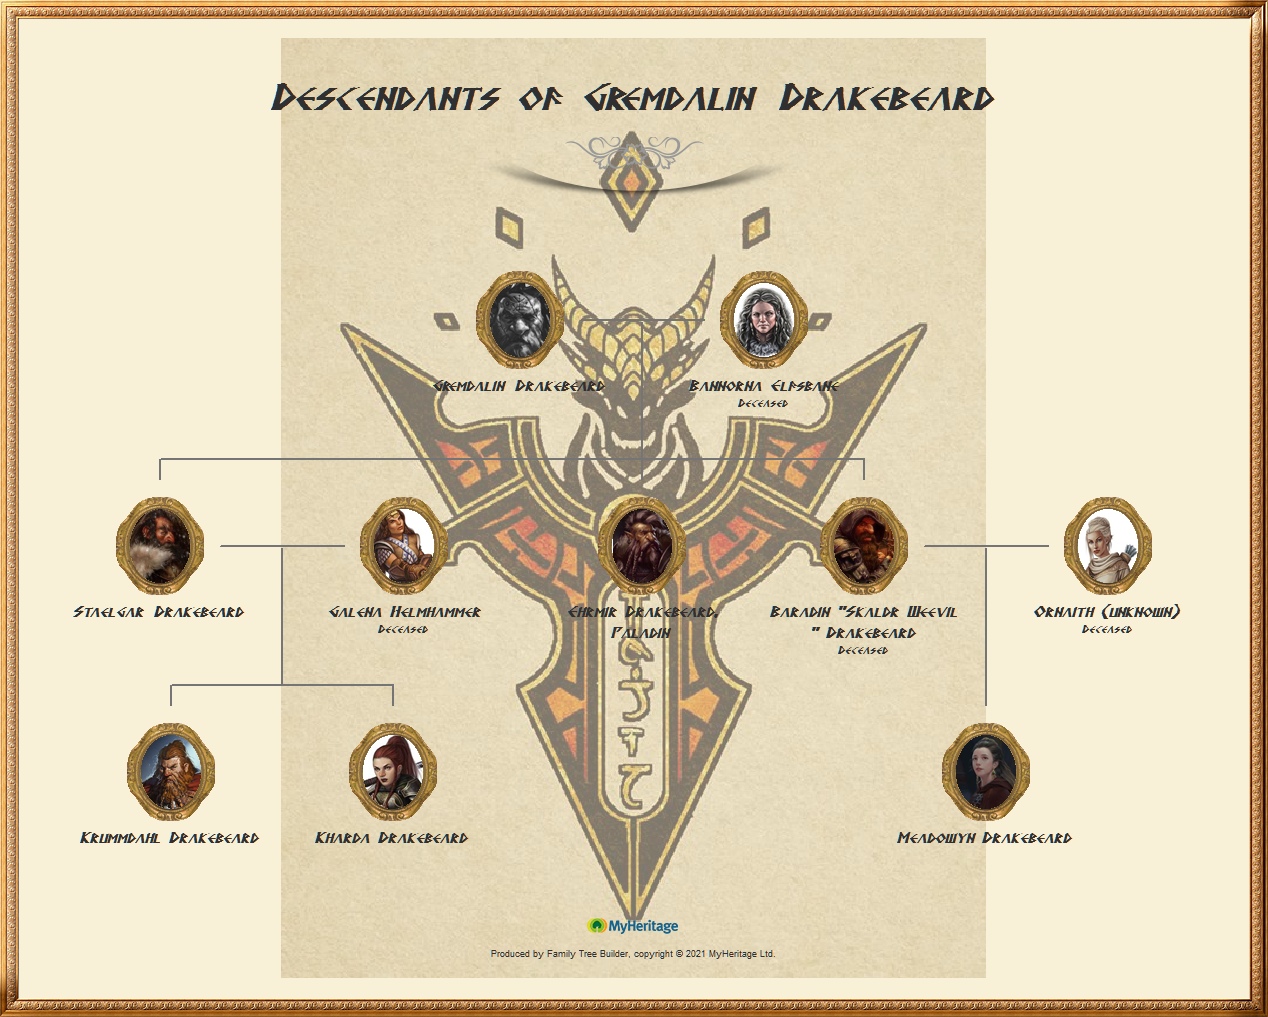 Descendants of Gremdalin Drakebeard
Gremdalin Drakebeard
Bannorna Elfsbane
Deceased
Staelgar Drakebeard
Galena Helmhammer
Deceased
Ehrmir Drakebeard,
Paladin
Baradin "Skaldr Weevil
" Drakebeard
Deceased
Ornaith (unknown)
Deceased
Krummdahl Drakebeard
Kharda Drakebeard
Meadowyn Drakebeard
MyHeritage
Produced by Family Tree Builder, copyright © 2021 MyHeritage Ltd.